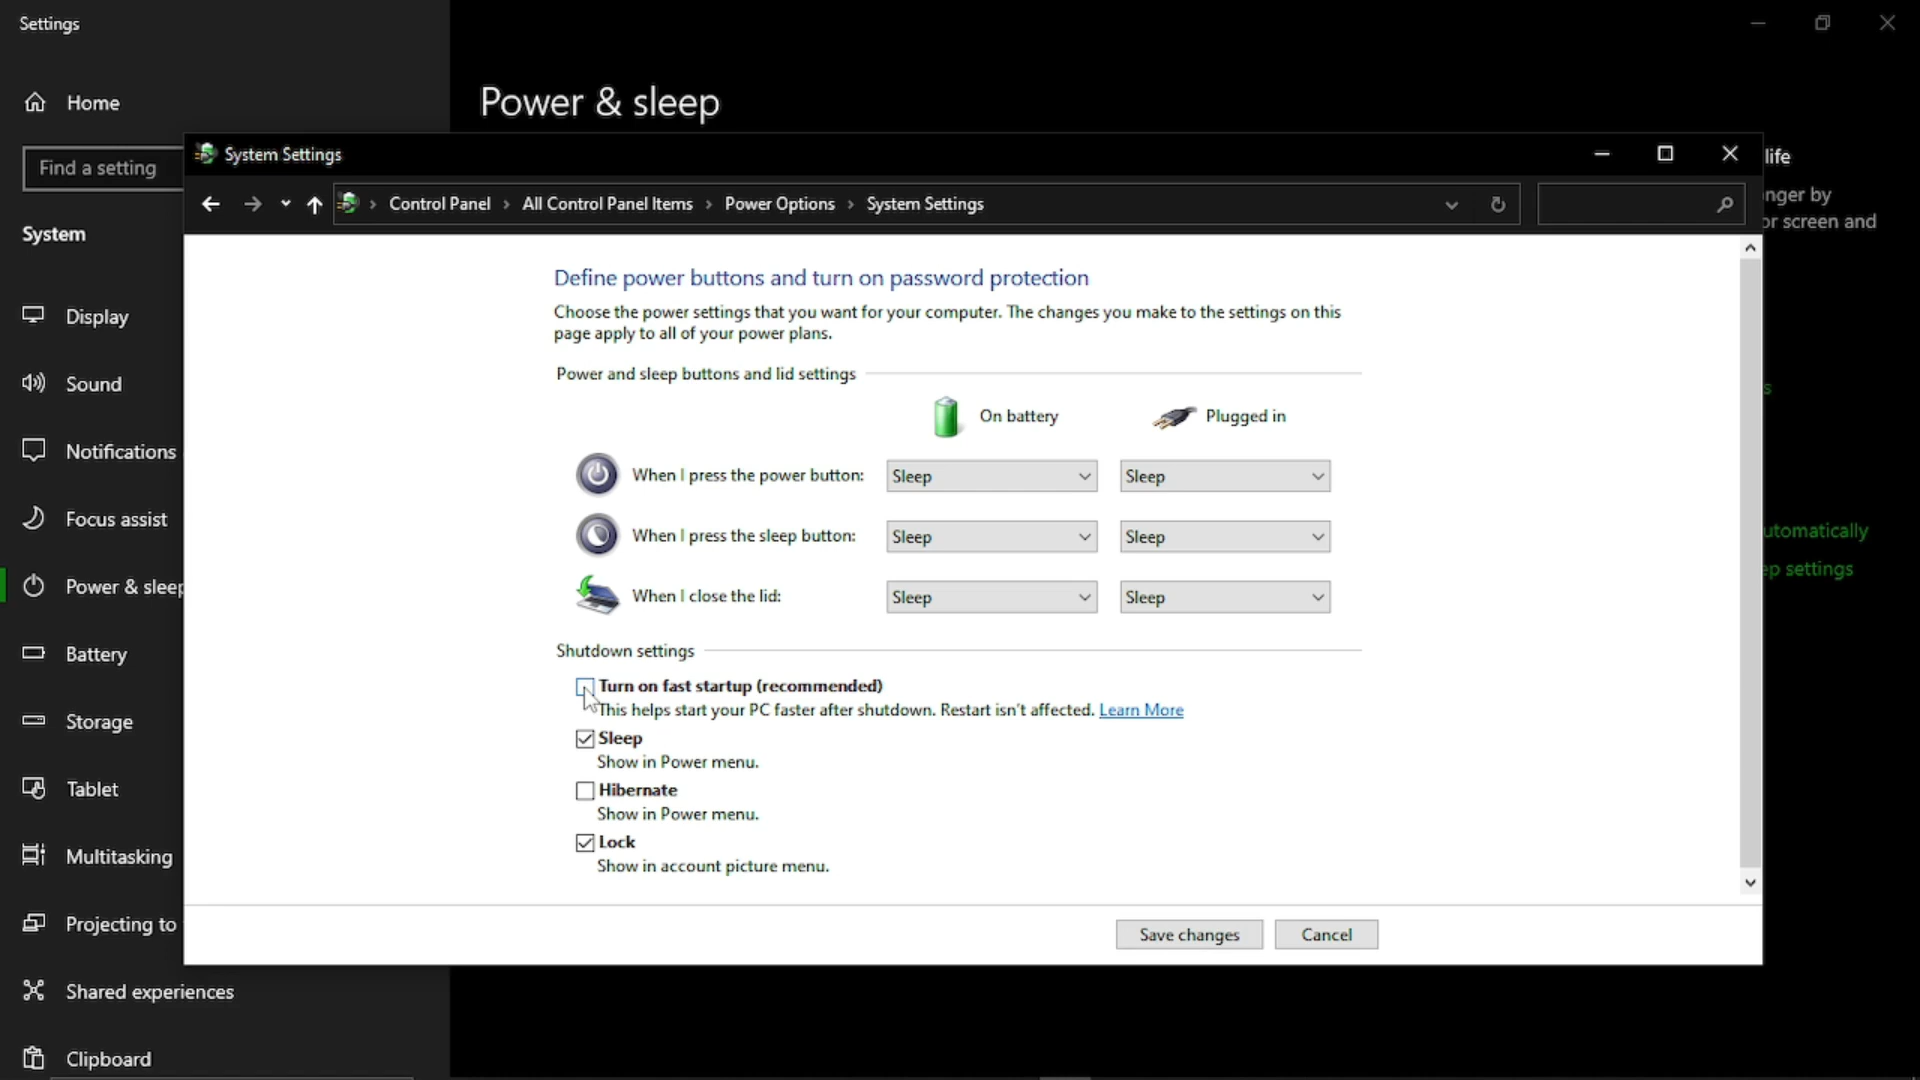 Settings
Home
Find a setting
System
Display
Sound
Notifications
Focus assist
Power & sleep
Battery
Storage
Tablet
Multitasking
Projecting to
Shared experiences
Clipboard
Power & sleep
System Settings
Control Panel > All Control Panel Items > Power Options > System Settings
Define power buttons and turn on password protection
Choose the power settings that you want for your computer. The changes you make to the settings on this
page apply to all of your power plans.
Power and sleep buttons and lid settings
On battery Plugged in
When I press the power button: Sleep Sleep
When I press the sleep button: Sleep Sleep
When I close the lid: Sleep Sleep
Shutdown settings
Turn on fast startup (recommended)
This helps start your PC faster after shutdown. Restart isn't affected. Learn More
Sleep
Show in Power menu.
Hibernate
Show in Power menu.
Lock
Show in account picture menu.
Save changes Cancel
life
nger by
or screen and
s
utomatically
ep settings